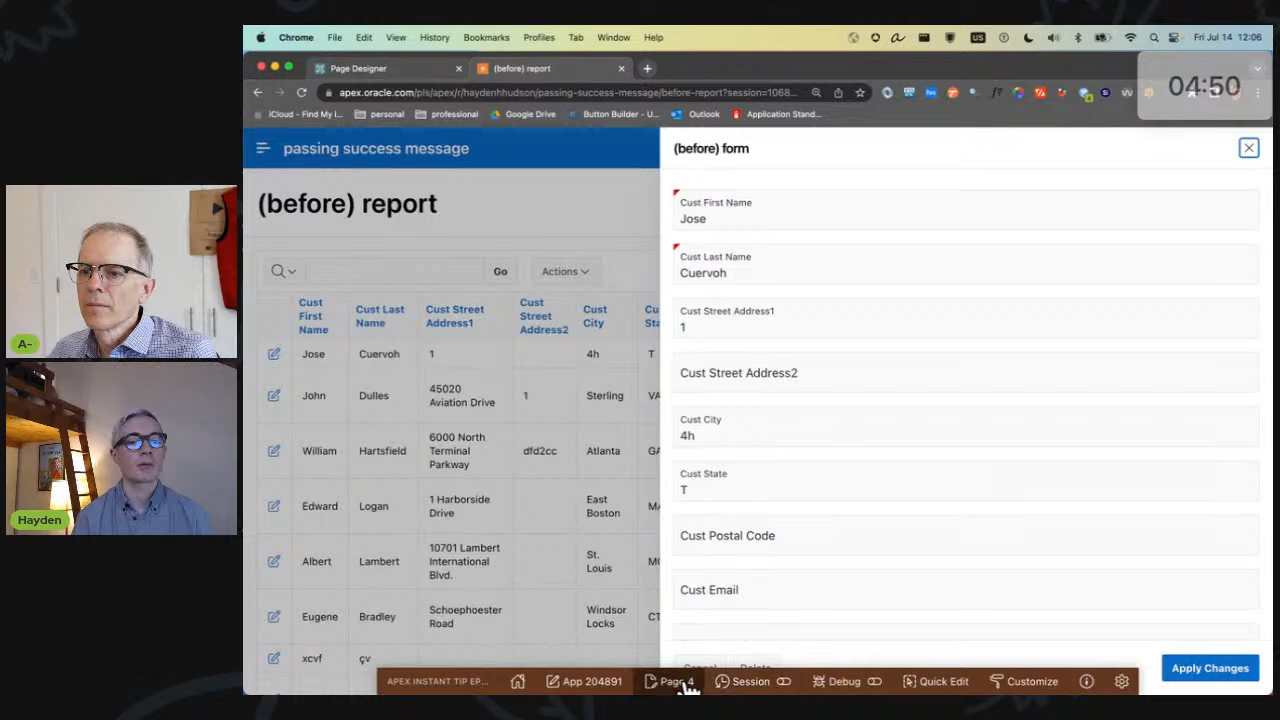 Chrome File Edit View History Bookmarks Profiles Tab Window Help US Fri Jul 14 12:06
Page Designer (before) report
apex.oracle.com/pls/apex/r/haydenhhudson/passing-success-message/before-report?session=1068...
04:50
iCloud - Find My i... personal professional Google Drive Button Builder - U... Outlook Application Stand...
passing success message
(before) report
Go Actions
Cust First Name
Cust Last Name
Cust Street Address1
Cust Street Address2
Cust City
Cust
Jose Cuervoh 1 4h T
John Dulles 45020 Aviation Drive 1 Sterling VA
William Hartsfield 6000 North Terminal Parkway dfd2cc Atlanta
Edward Logan 1 Harborside Drive East Boston
Albert Lambert 10701 Lambert International Blvd. St. Louis
Eugene Bradley Schoephoester Road Windsor Locks CT
xcvf çv
(before) form
Cust First Name
Jose
Cust Last Name
Cuervoh
Cust Street Address1
1
Cust Street Address2
Cust City
4h
Cust State
T
Cust Postal Code
Cust Email
Cancel Delete
Apply Changes
APEX INSTANT TIP EP... App 204891 Page 4 Session Debug Quick Edit Customize
A-
Hayden